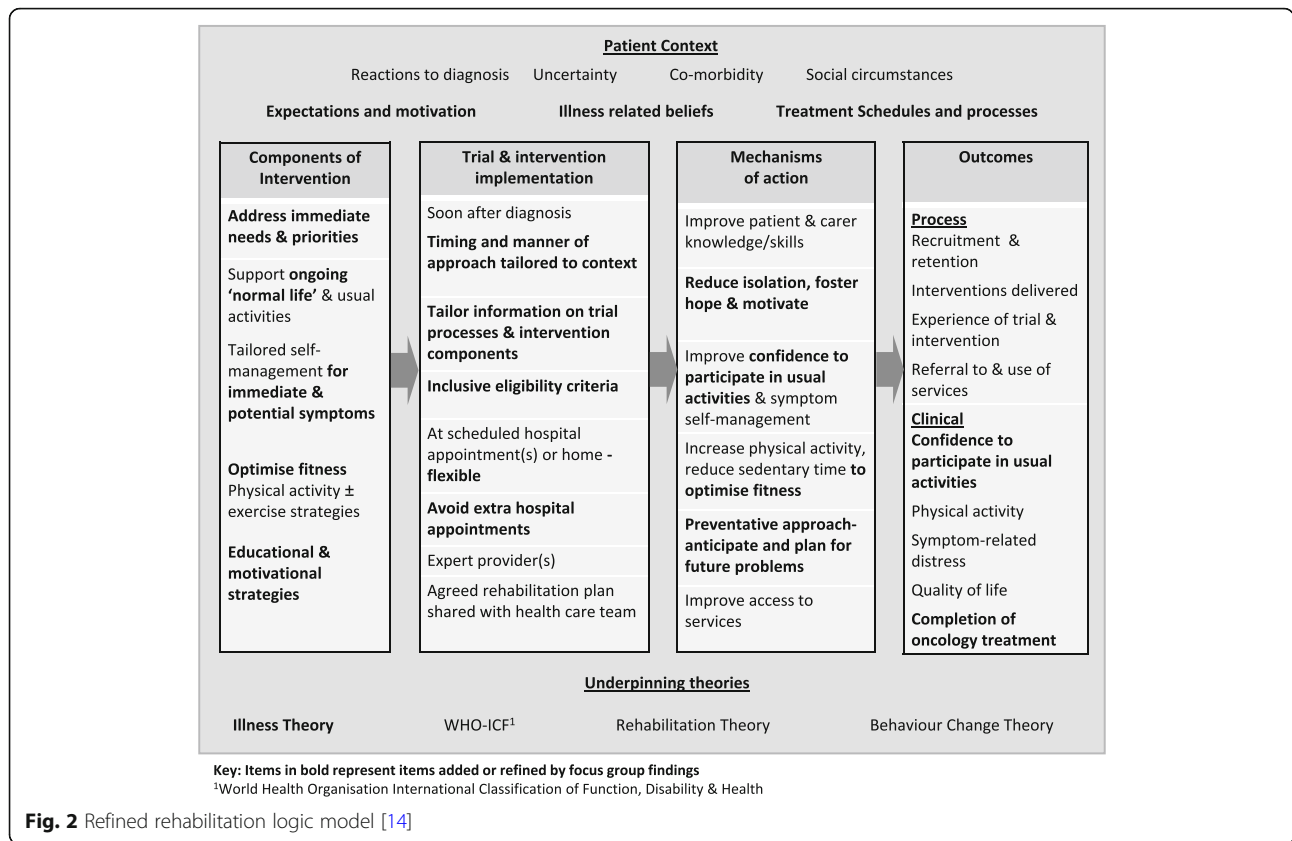 Patient Context
Reactions to diagnosis Uncertainty Co-morbidity Social circumstances
Expectations and motivation Illness related beliefs Treatment Schedules and processes
Components of
Intervention
Address immediate
needs & priorities
Support ongoing
‘normal life’ & usual
activities
Tailored self-
management for
immediate &
potential symptoms
Optimise fitness
Physical activity ±
exercise strategies
Educational &
motivational
strategies
Trial & intervention
implementation
Soon after diagnosis
Timing and manner of
approach tailored to context
Tailor information on trial
processes & intervention
components
Inclusive eligibility criteria
At scheduled hospital
appointment(s) or home -
flexible
Avoid extra hospital
appointments
Expert provider(s)
Agreed rehabilitation plan
shared with health care team
Mechanisms
of action
Improve patient & carer
knowledge/skills
Reduce isolation, foster
hope & motivate
Improve confidence to
participate in usual
activities & symptom
self-management
Increase physical activity,
reduce sedentary time to
optimise fitness
Preventative approach-
anticipate and plan for
future problems
Improve access to
services
Outcomes
Process
Recruitment &
retention
Interventions delivered
Experience of trial &
intervention
Referral to & use of
services
Clinical
Confidence to
participate in usual
activities
Physical activity
Symptom-related
distress
Quality of life
Completion of
oncology treatment
Underpinning theories
Illness Theory WHO-ICF¹ Rehabilitation Theory Behaviour Change Theory
Key: Items in bold represent items added or refined by focus group findings
¹World Health Organisation International Classification of Function, Disability & Health
Fig. 2 Refined rehabilitation logic model [14]